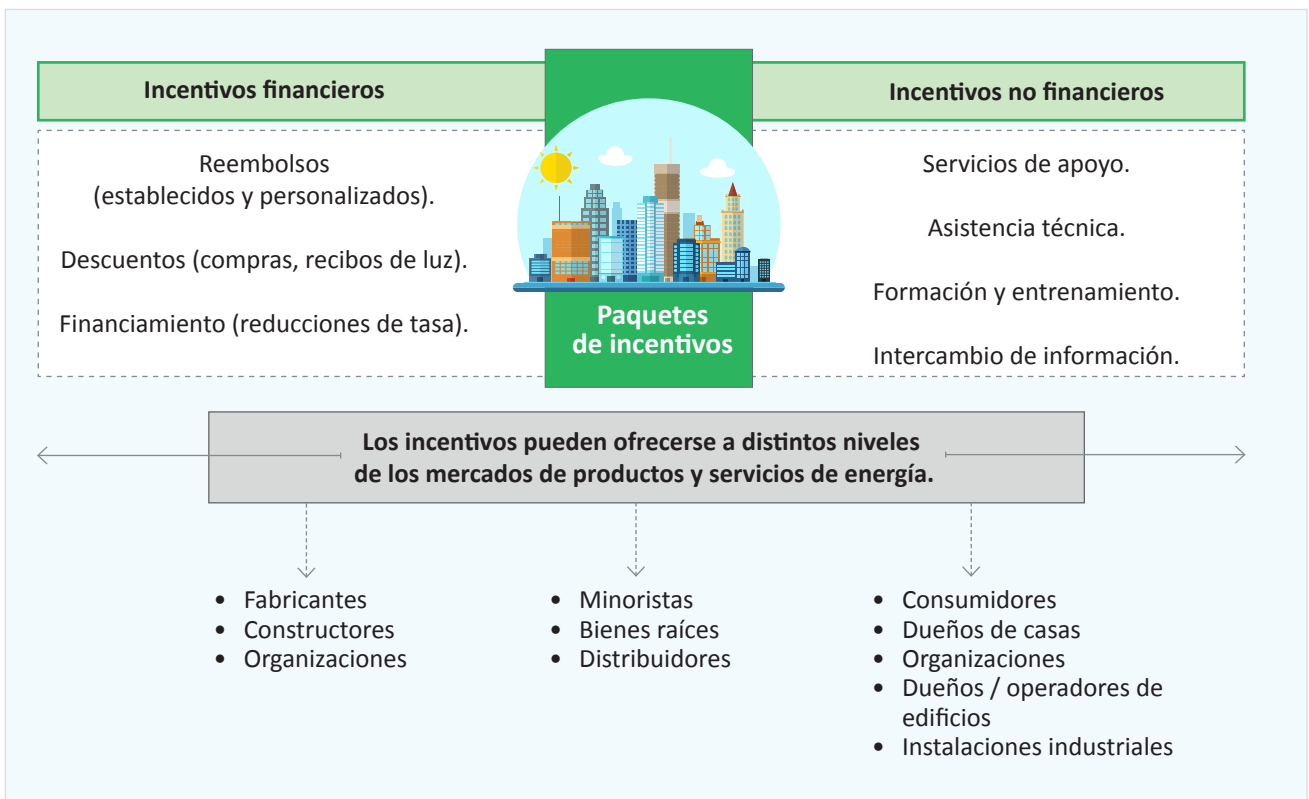 Incentivos financieros
Reembolsos
(establecidos y personalizados).
Descuentos (compras, recibos de luz).
Financiamiento (reducciones de tasa).
Paquetes
de incentivos
Incentivos no financieros
Servicios de apoyo.
Asistencia técnica.
Formación y entrenamiento.
Intercambio de información.
Los incentivos pueden ofrecerse a distintos niveles
de los mercados de productos y servicios de energía.
• Fabricantes
• Constructores
• Organizaciones
• Minoristas
• Bienes raíces
• Distribuidores
• Consumidores
• Dueños de casas
• Organizaciones
• Dueños / operadores de
edificios
• Instalaciones industriales